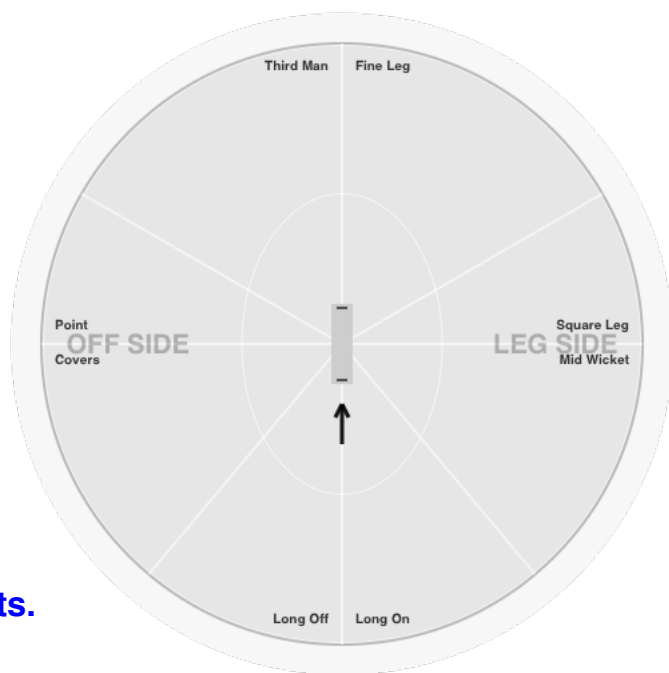 Third Man Fine Leg
Point
Square Leg
OFF SIDE
LEG SIDE
Covers
Mid Wicket
ts.
Long Off Long On